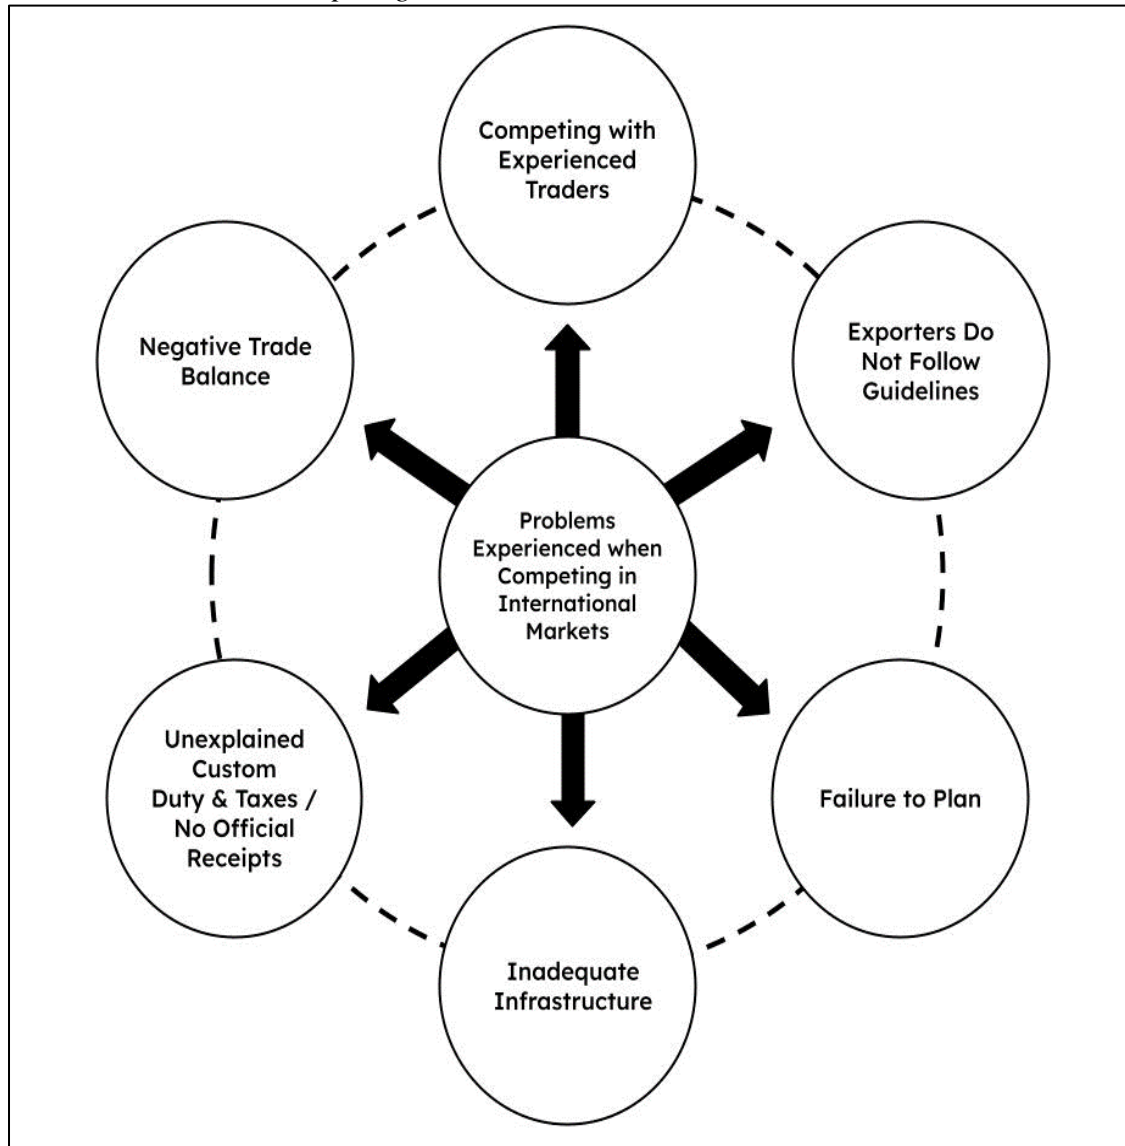 Competing with
Experienced
Traders
Negative Trade
Balance
Exporters Do
Not Follow
Guidelines
Problems
Experienced when
Competing in
International
Markets
Unexplained
Custom
Duty & Taxes /
No Official
Receipts
Failure to Plan
Inadequate
Infrastructure